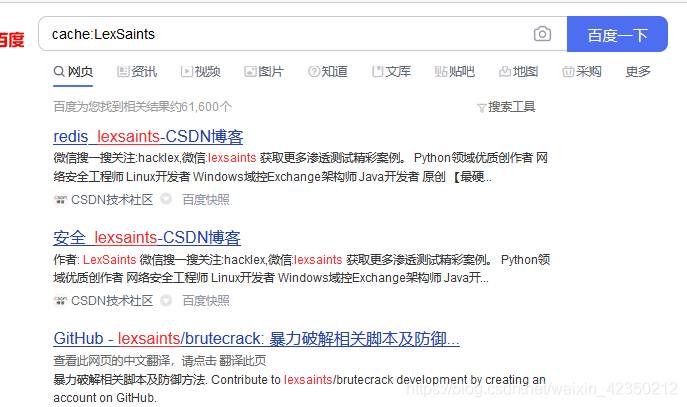 百度 cache:LexSaints 百度一下
网页 资讯 视频 图片 知道 文库 贴吧 地图 采购 更多
百度为您找到相关结果约61,600个 搜索工具
redis_lexsaints-CSDN博客
微信搜一搜关注:hacklex,微信:lexsaints 获取更多渗透测试精彩案例。 Python领域优质创作者 网
络安全工程师 Linux开发者 Windows域控Exchange架构师 Java开发者 原创 【最硬...
CSDN技术社区 百度快照
安全_lexsaints-CSDN博客
作者: LexSaints 微信搜一搜关注:hacklex,微信:lexsaints 获取更多渗透测试精彩案例。 Python领
域优质创作者 网络安全工程师 Linux开发者 Windows域控Exchange架构师 Java开...
CSDN技术社区 百度快照
GitHub - lexsaints/brutecrack: 暴力破解相关脚本及防御...
查看此网页的中文翻译，请点击 翻译此页
暴力破解相关脚本及防御方法. Contribute to lexsaints/brutecrack development by creating an
account on GitHub.
https://blog.csdn.net/weixin_42350212